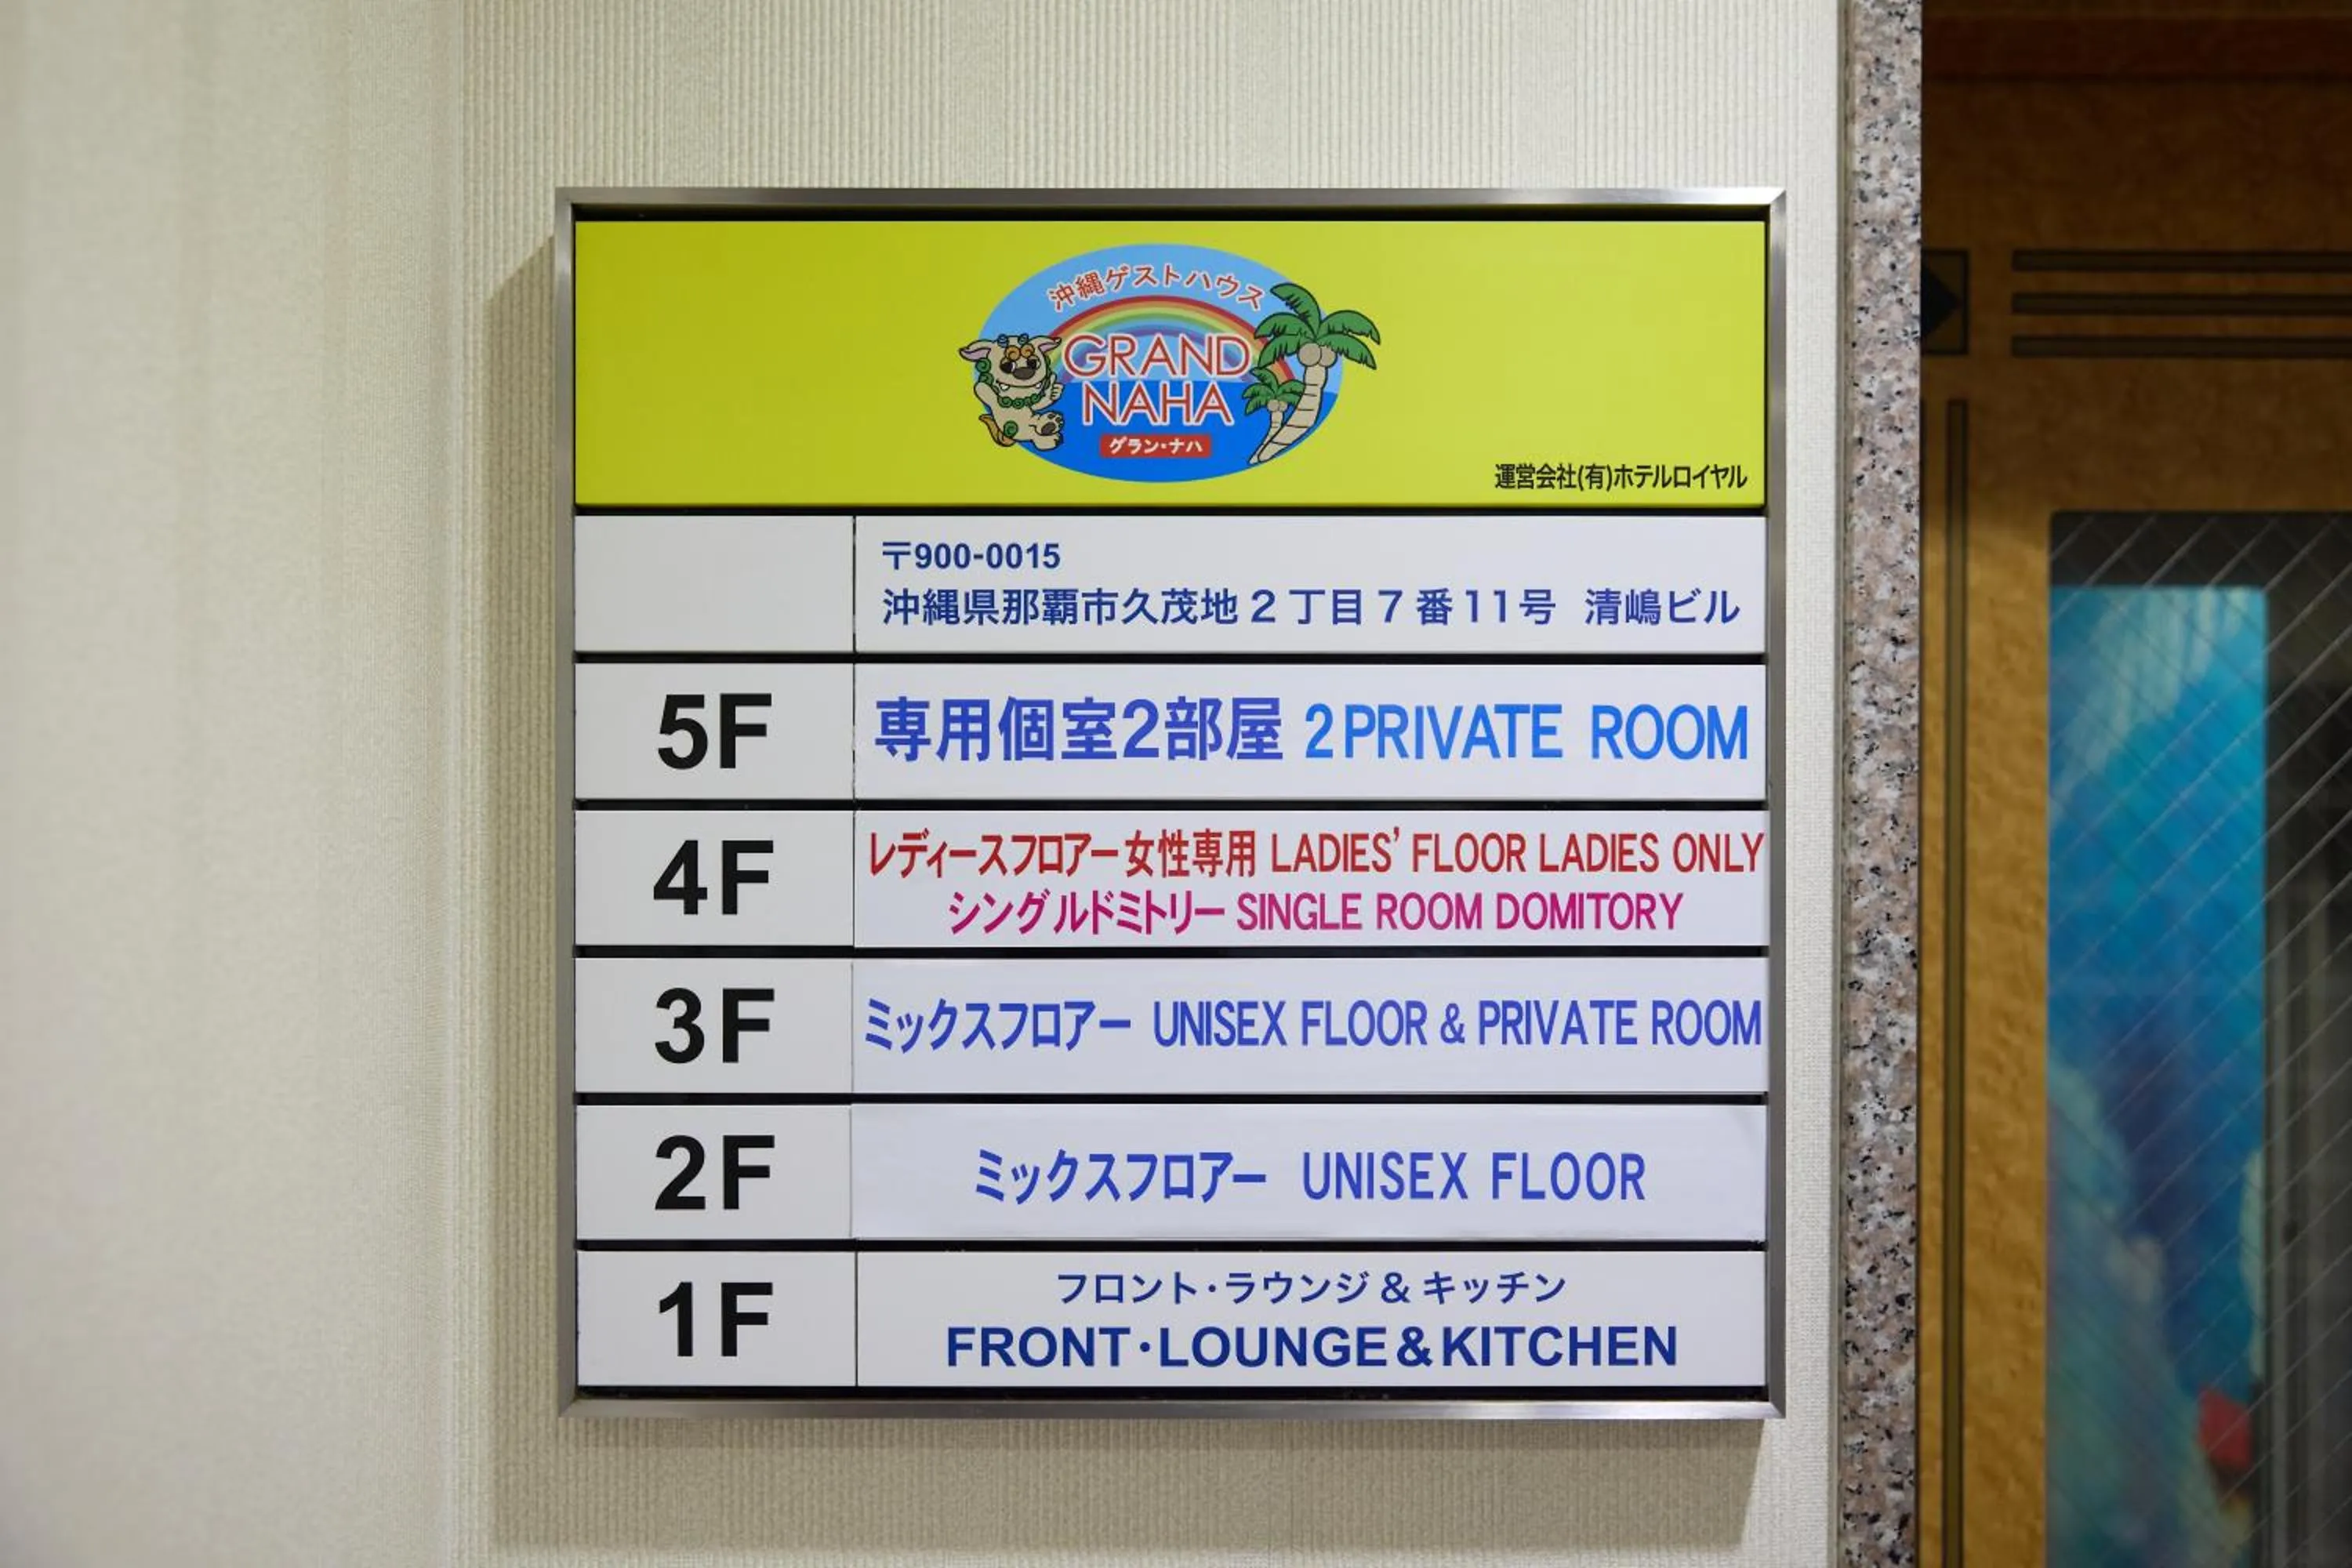 沖縄ゲストハウス
GRAND
NAHA
グラン・ナハ
運営会社(有)ホテルロイヤル
〒900-0015
沖縄県那覇市久茂地2丁目7番11号 清嶋ビル
5F 専用個室2部屋 2PRIVATE ROOM
4F レディースフロアー女性専用 LADIES' FLOOR LADIES ONLY
シングルドミトリー SINGLE ROOM DOMITORY
3F ミックスフロアー UNISEX FLOOR & PRIVATE ROOM
2F ミックスフロアー UNISEX FLOOR
1F フロント・ラウンジ&キッチン
FRONT・LOUNGE&KITCHEN